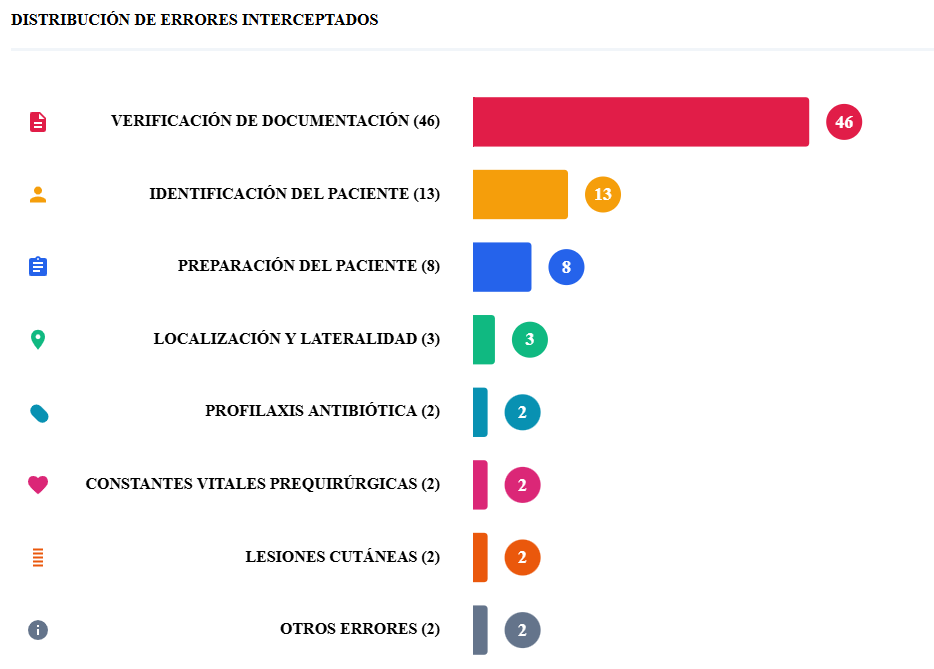 DISTRIBUCIÓN DE ERRORES INTERCEPTADOS
VERIFICACIÓN DE DOCUMENTACIÓN (46) 46
IDENTIFICACIÓN DEL PACIENTE (13) 13
PREPARACIÓN DEL PACIENTE (8) 8
LOCALIZACIÓN Y LATERALIDAD (3) 3
PROFILAXIS ANTIBIÓTICA (2) 2
CONSTANTES VITALES PREQUIRÚRGICAS (2) 2
LESIONES CUTÁNEAS (2) 2
OTROS ERRORES (2) 2